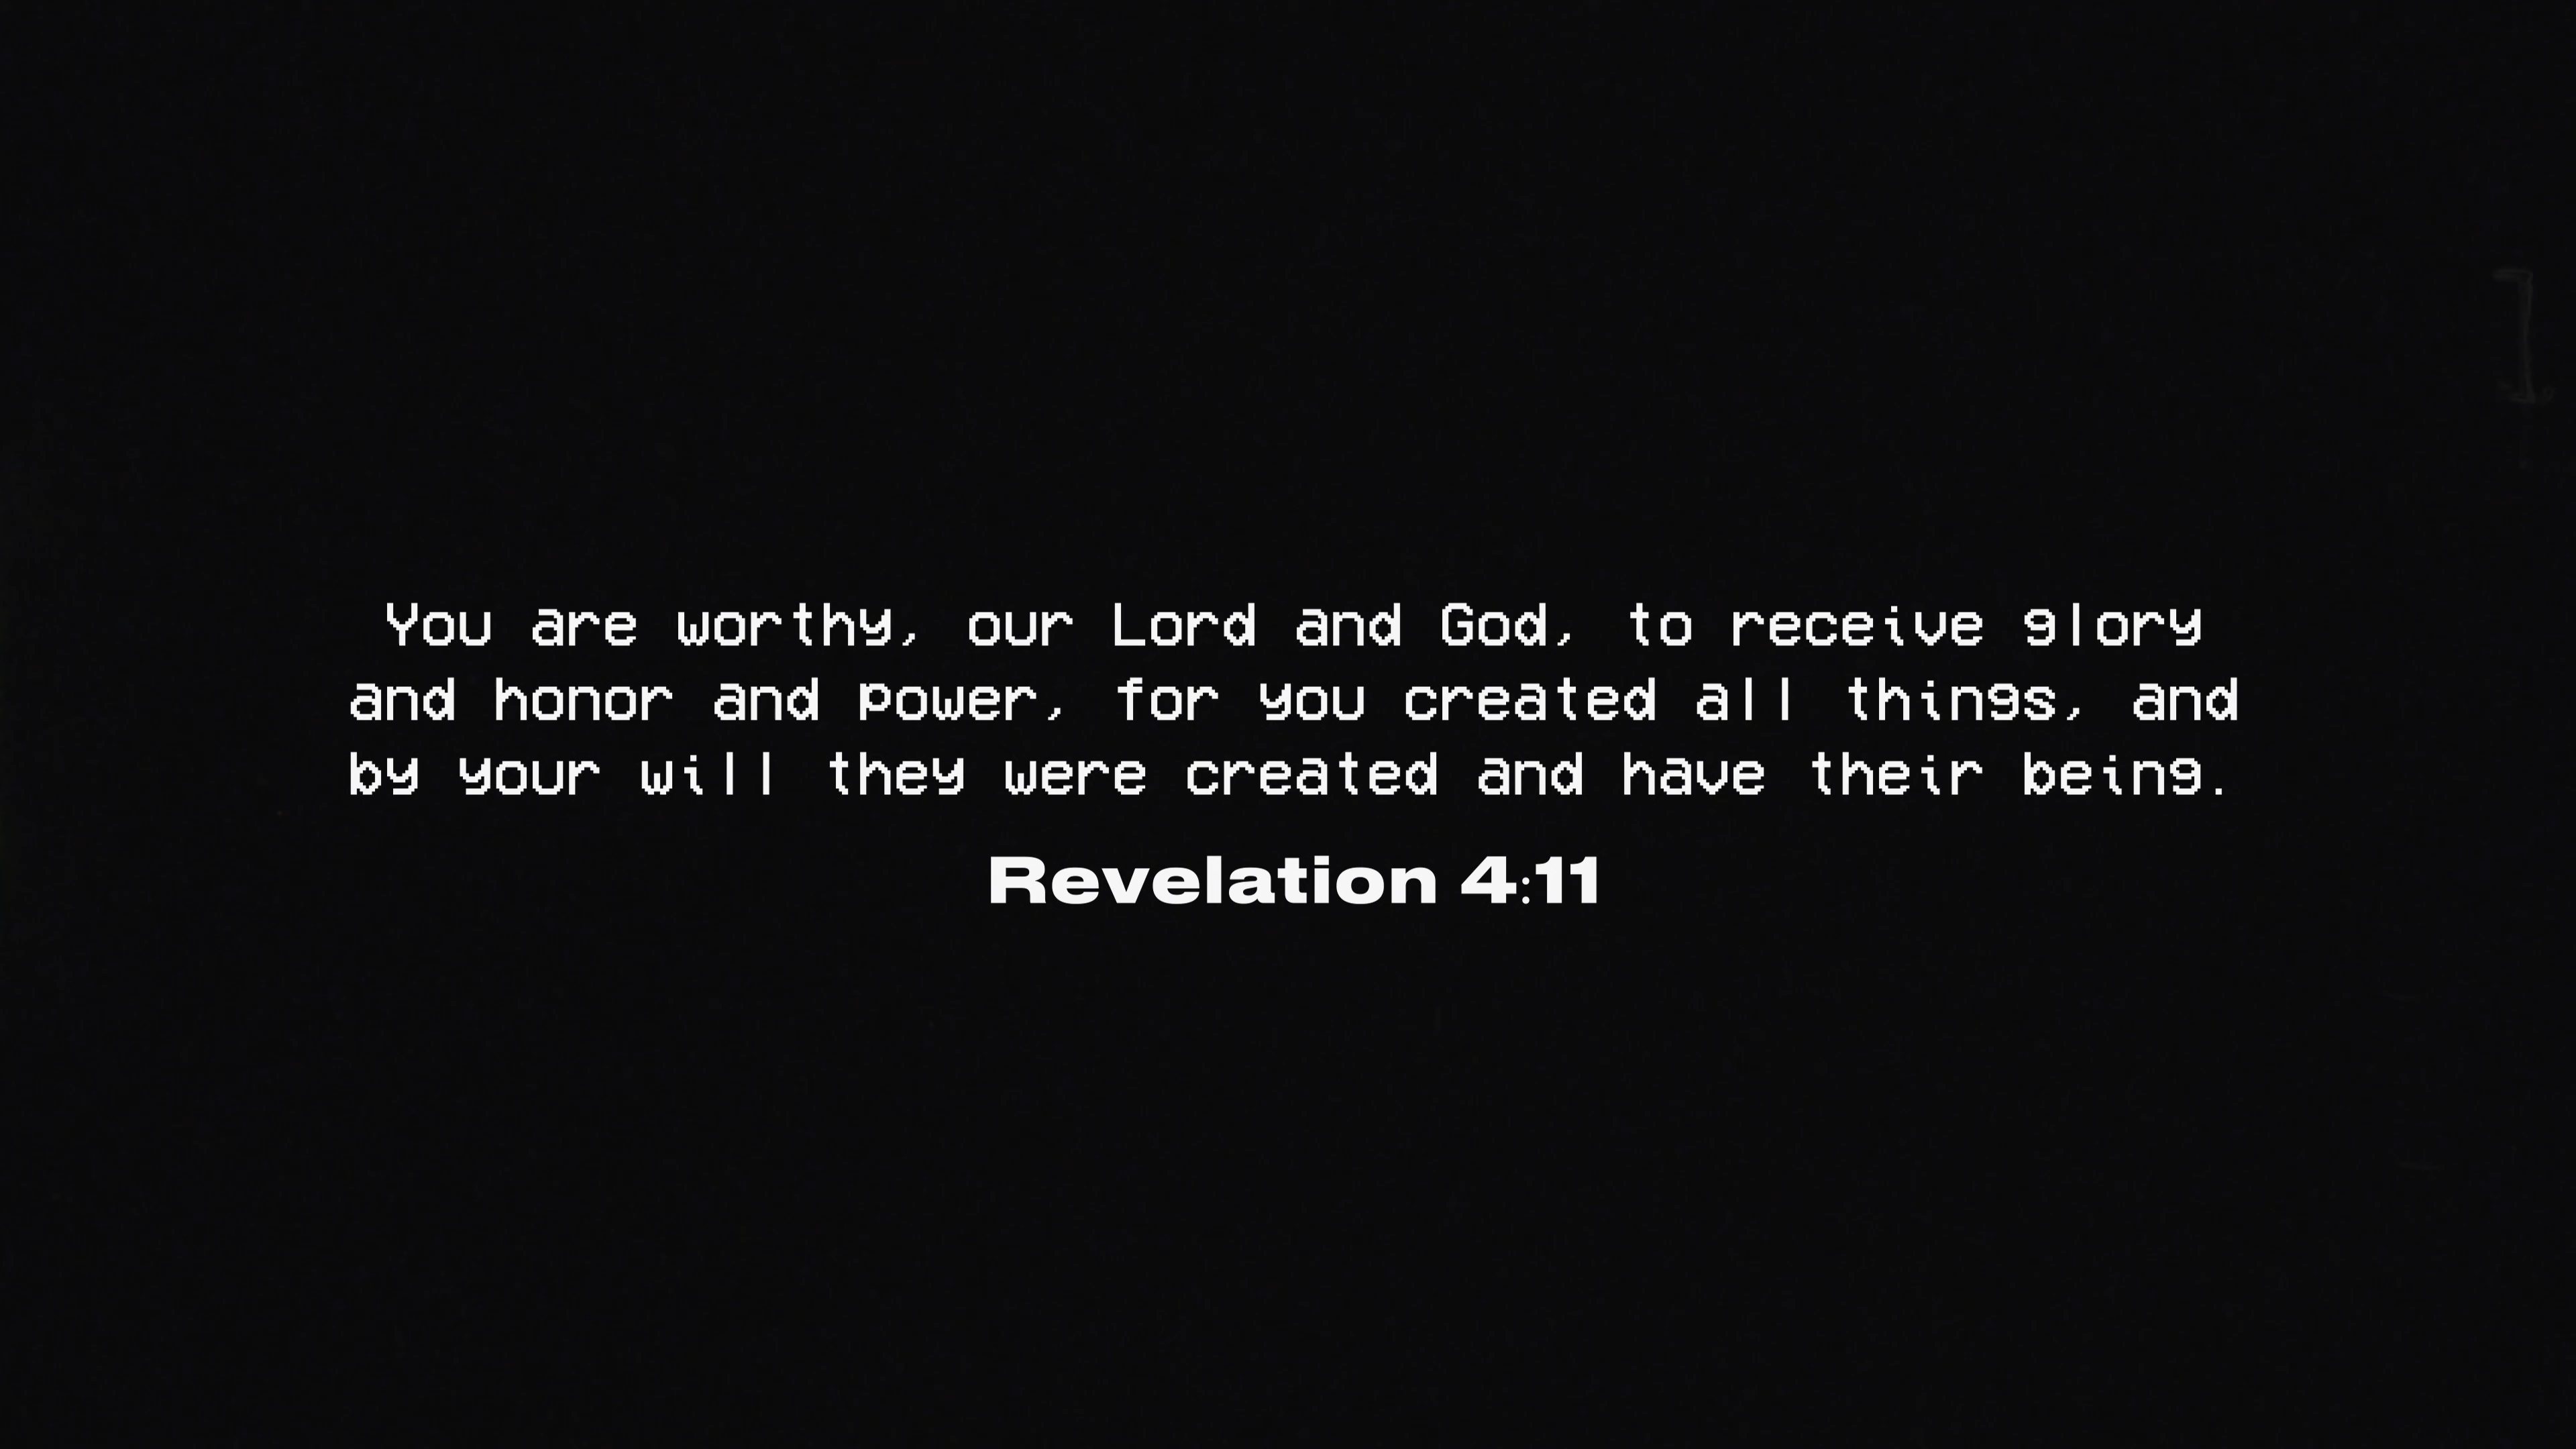 You are worthy, our Lord and God, to receive glory
and honor and power, for you created all things, and
by your will they were created and have their being.
Revelation 4:11